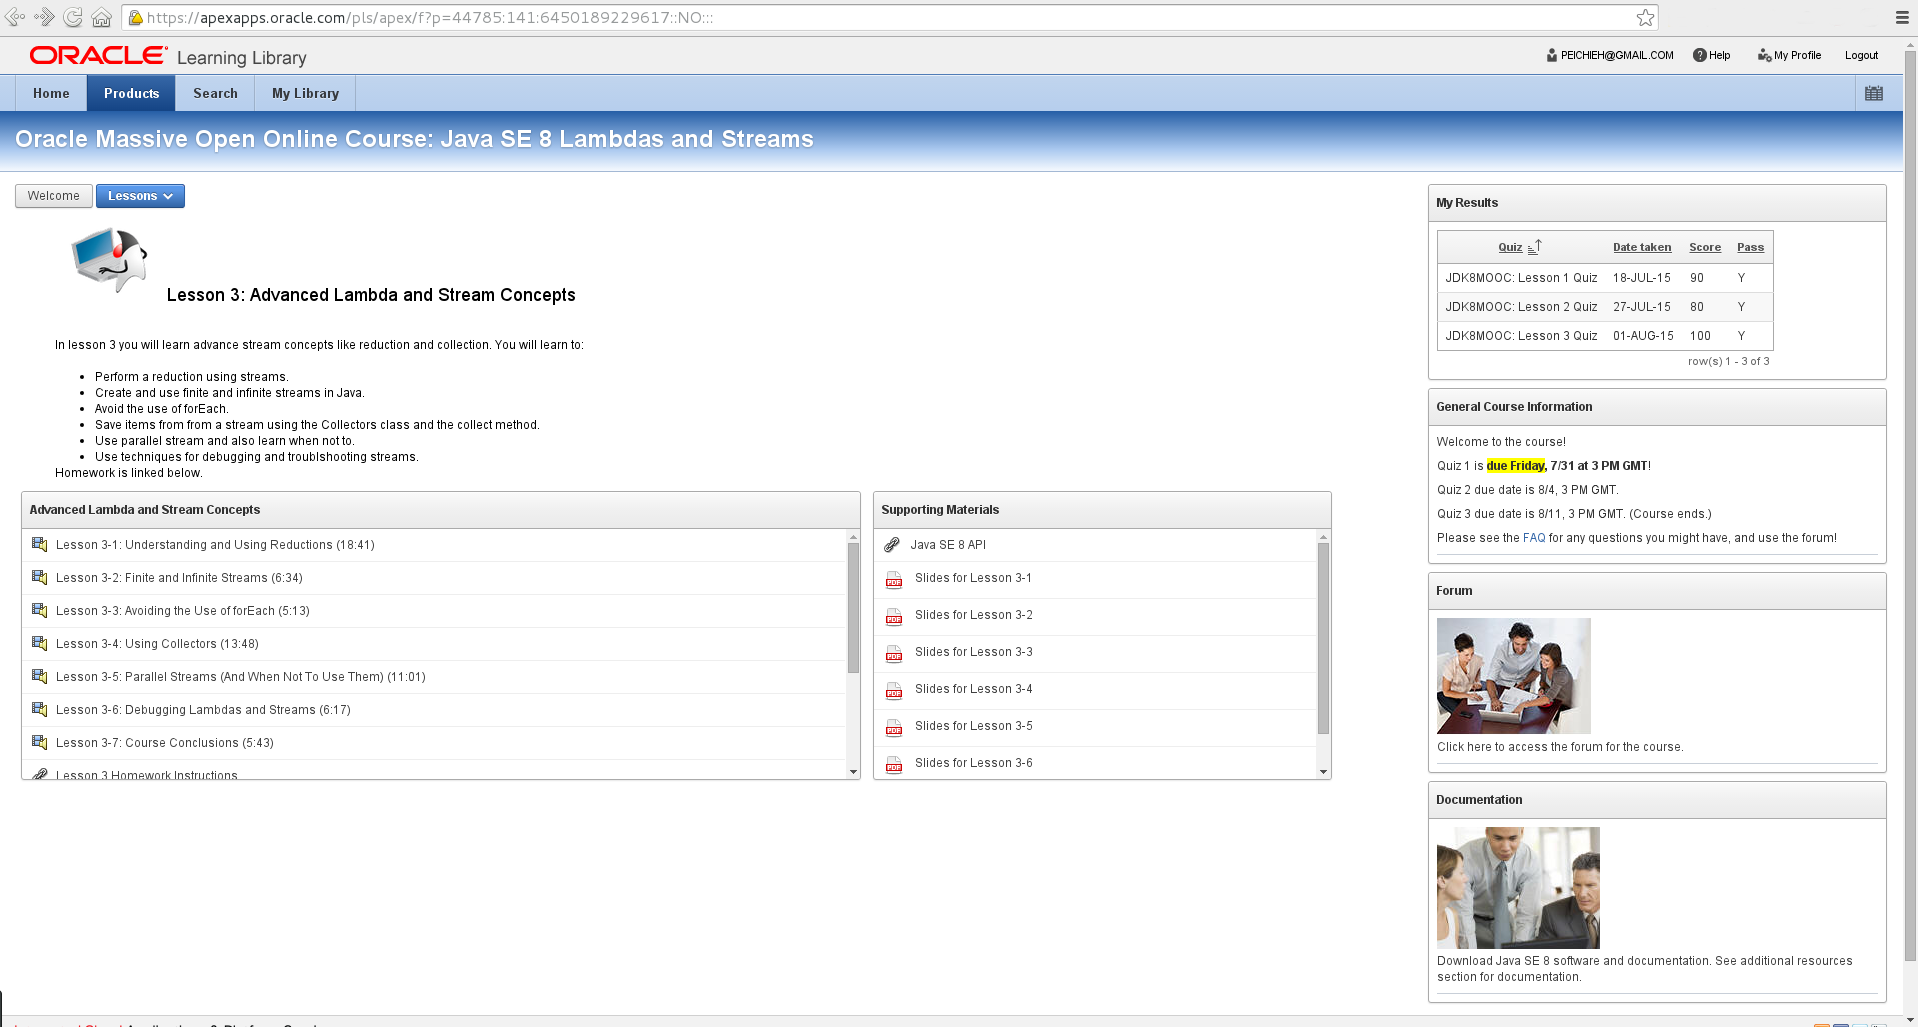 https://apexapps.oracle.com/pls/apex/f?p=44785:141:6450189229617::NO:::
ORACLE Learning Library
PEICHIEH@GMAIL.COM Help My Profile Logout
Home Products Search My Library
Oracle Massive Open Online Course: Java SE 8 Lambdas and Streams
Welcome Lessons
Lesson 3: Advanced Lambda and Stream Concepts
In lesson 3 you will learn advance stream concepts like reduction and collection. You will learn to:
• Perform a reduction using streams.
• Create and use finite and infinite streams in Java.
• Avoid the use of forEach.
• Save items from from a stream using the Collectors class and the collect method.
• Use parallel stream and also learn when not to.
• Use techniques for debugging and troublshooting streams.
Homework is linked below.
Advanced Lambda and Stream Concepts
Lesson 3-1: Understanding and Using Reductions (18:41)
Lesson 3-2: Finite and Infinite Streams (6:34)
Lesson 3-3: Avoiding the Use of forEach (5:13)
Lesson 3-4: Using Collectors (13:48)
Lesson 3-5: Parallel Streams (And When Not To Use Them) (11:01)
Lesson 3-6: Debugging Lambdas and Streams (6:17)
Lesson 3-7: Course Conclusions (5:43)
Lesson 3 Homework Instructions
Supporting Materials
Java SE 8 API
Slides for Lesson 3-1
Slides for Lesson 3-2
Slides for Lesson 3-3
Slides for Lesson 3-4
Slides for Lesson 3-5
Slides for Lesson 3-6
My Results
Quiz Date taken Score Pass
JDK8MOOC: Lesson 1 Quiz 18-JUL-15 90 Y
JDK8MOOC: Lesson 2 Quiz 27-JUL-15 80 Y
JDK8MOOC: Lesson 3 Quiz 01-AUG-15 100 Y
row(s) 1 - 3 of 3
General Course Information
Welcome to the course!
Quiz 1 is due Friday, 7/31 at 3 PM GMT!
Quiz 2 due date is 8/4, 3 PM GMT.
Quiz 3 due date is 8/11, 3 PM GMT. (Course ends.)
Please see the FAQ for any questions you might have, and use the forum!
Forum
Click here to access the forum for the course.
Documentation
Download Java SE 8 software and documentation. See additional resources
section for documentation.